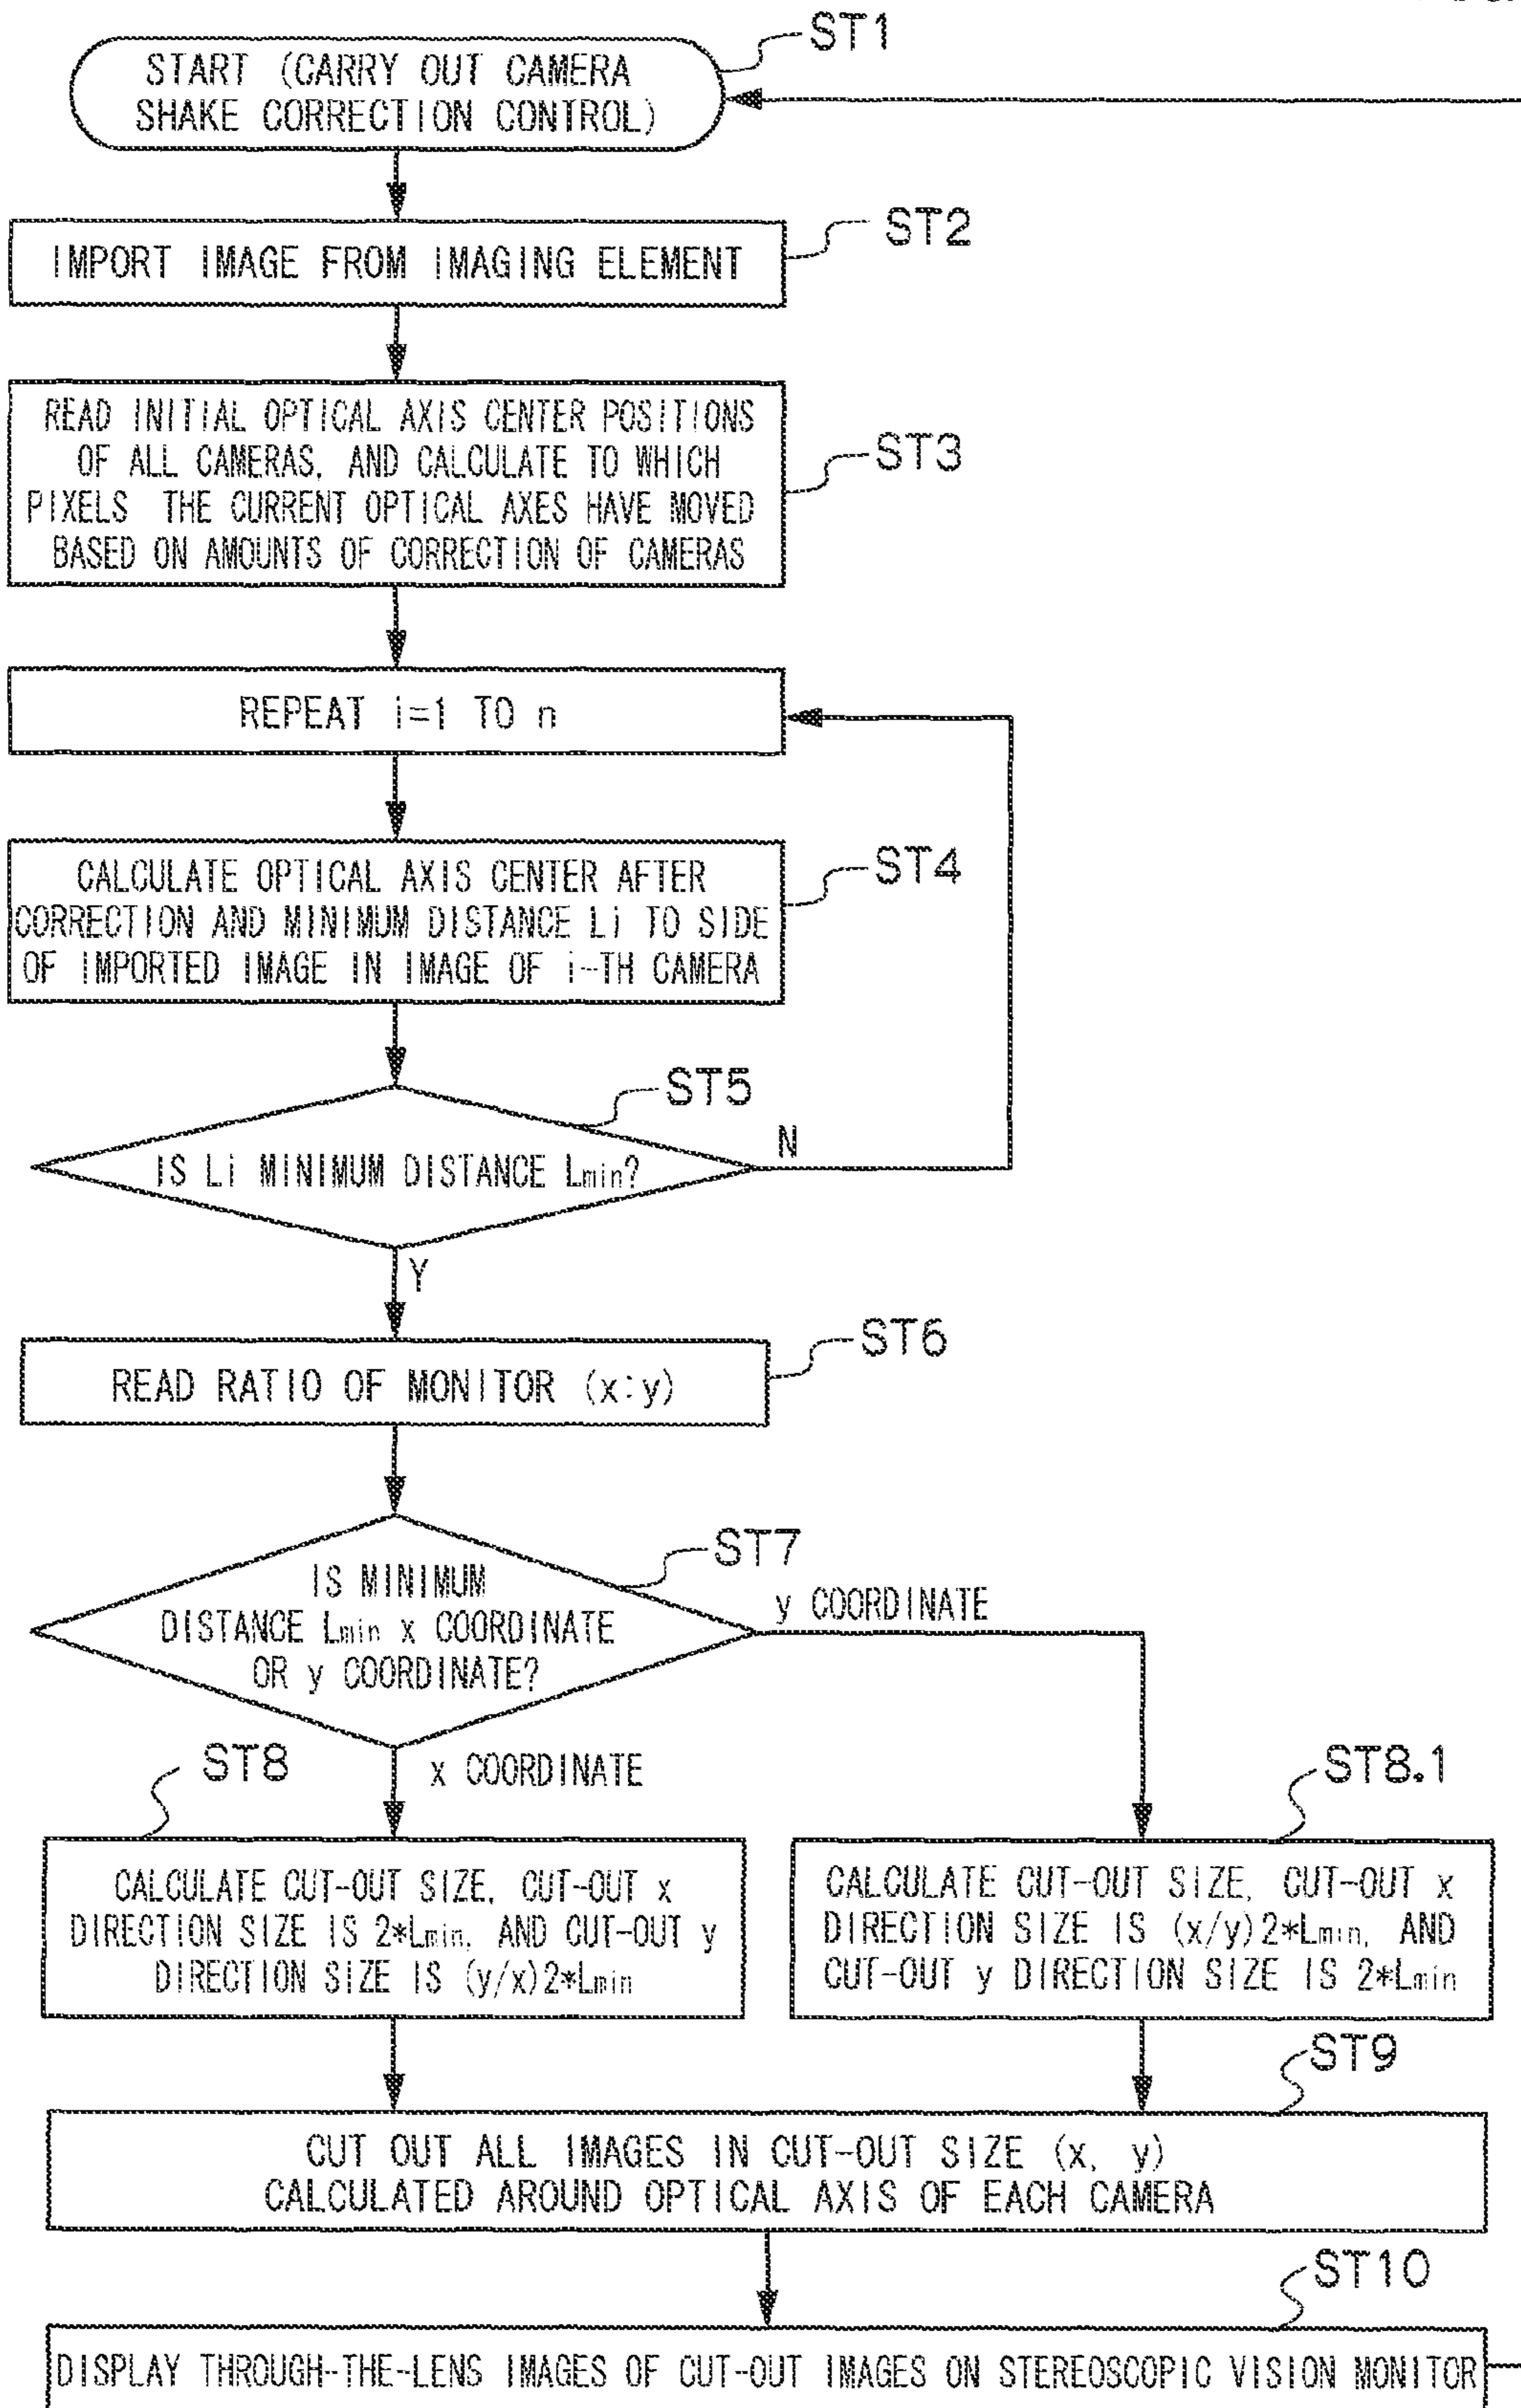 ST1
START (CARRY OUT CAMERA
SHAKE CORRECTION CONTROL)
ST2
IMPORT IMAGE FROM IMAGING ELEMENT
READ INITIAL OPTICAL AXIS CENTER POSITIONS
OF ALL CAMERAS, AND CALCULATE TO WHICH
PIXELS THE CURRENT OPTICAL AXES HAVE MOVED
BASED ON AMOUNTS OF CORRECTION OF CAMERAS
ST3
REPEAT i=1 TO n
CALCULATE OPTICAL AXIS CENTER AFTER
CORRECTION AND MINIMUM DISTANCE Li TO SIDE
OF IMPORTED IMAGE IN IMAGE OF i-TH CAMERA
ST4
ST5
IS Li MINIMUM DISTANCE Lmin?
N
Y
ST6
READ RATIO OF MONITOR (x:y)
ST7
IS MINIMUM
DISTANCE Lmin x COORDINATE
OR y COORDINATE?
y COORDINATE
x COORDINATE
ST8
CALCULATE CUT-OUT SIZE, CUT-OUT x
DIRECTION SIZE IS 2*Lmin, AND CUT-OUT y
DIRECTION SIZE IS (y/x)2*Lmin
ST8.1
CALCULATE CUT-OUT SIZE, CUT-OUT x
DIRECTION SIZE IS (x/y)2*Lmin, AND
CUT-OUT y DIRECTION SIZE IS 2*Lmin
ST9
CUT OUT ALL IMAGES IN CUT-OUT SIZE (x, y)
CALCULATED AROUND OPTICAL AXIS OF EACH CAMERA
ST10
DISPLAY THROUGH-THE-LENS IMAGES OF CUT-OUT IMAGES ON STEREOSCOPIC VISION MONITOR